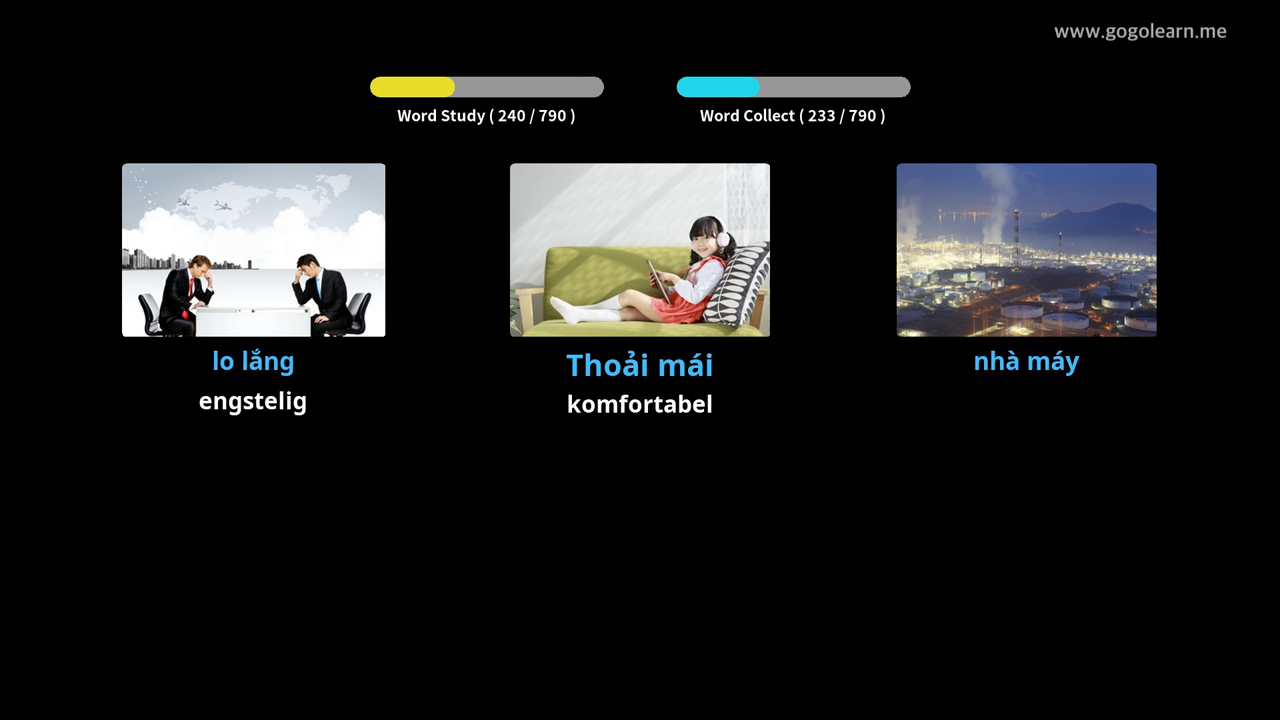 www.gogolearn.me
Word Study ( 240 / 790 )
Word Collect ( 233 / 790 )
lo lắng
engstelig
Thoải mái
komfortabel
nhà máy